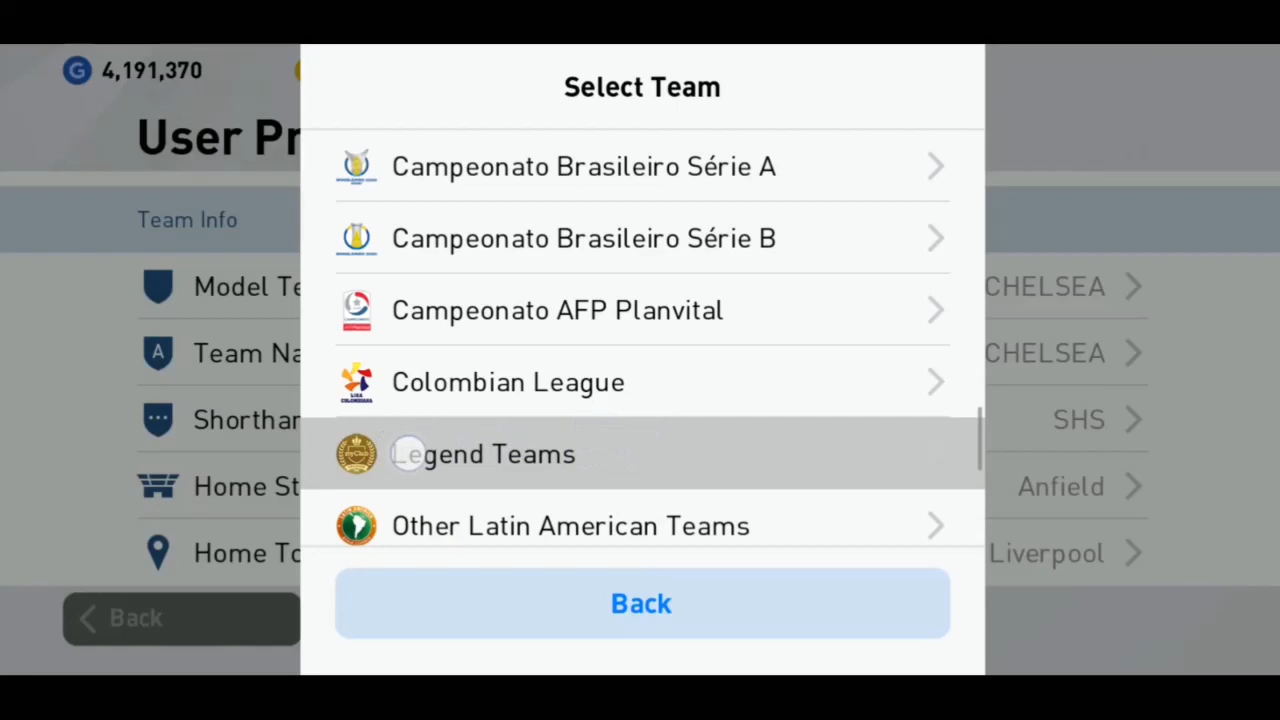 4,191,370
Select Team
User Pr
Campeonato Brasileiro Série A
Team Info
Campeonato Brasileiro Série B
Model Te
CHELSEA
Campeonato AFP Planvital
Team Na
CHELSEA
Colombian League
Shorthan
SHS
Legend Teams
Home St
Anfield
Other Latin American Teams
Home To
Liverpool
Back
Back